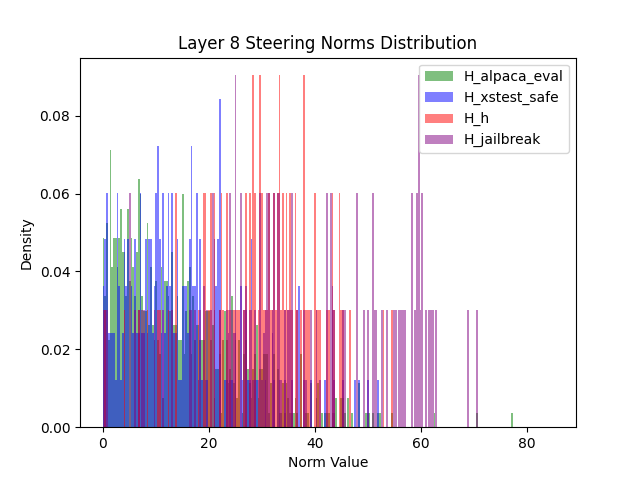 Layer 8 Steering Norms Distribution
H_alpaca_eval
H_xstest_safe
H_h
H_jailbreak
Density
0.08
0.06
0.04
0.02
0.00
0
20
40
60
80
Norm Value